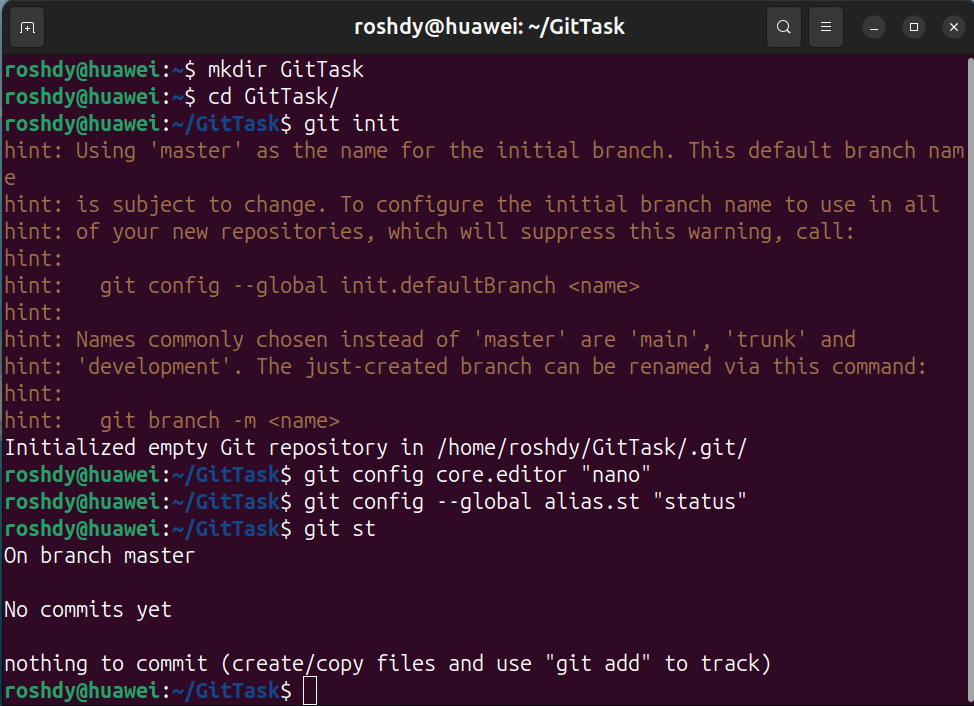 roshdy@huawei: ~/GitTask
roshdy@huawei:~$ mkdir GitTask
roshdy@huawei:~$ cd GitTask/
roshdy@huawei:~/GitTask$ git init
hint: Using 'master' as the name for the initial branch. This default branch nam
e
hint: is subject to change. To configure the initial branch name to use in all
hint: of your new repositories, which will suppress this warning, call:
hint:
hint:   git config --global init.defaultBranch <name>
hint:
hint: Names commonly chosen instead of 'master' are 'main', 'trunk' and
hint: 'development'. The just-created branch can be renamed via this command:
hint:
hint:   git branch -m <name>
Initialized empty Git repository in /home/roshdy/GitTask/.git/
roshdy@huawei:~/GitTask$ git config core.editor "nano"
roshdy@huawei:~/GitTask$ git config --global alias.st "status"
roshdy@huawei:~/GitTask$ git st
On branch master

No commits yet

nothing to commit (create/copy files and use "git add" to track)
roshdy@huawei:~/GitTask$